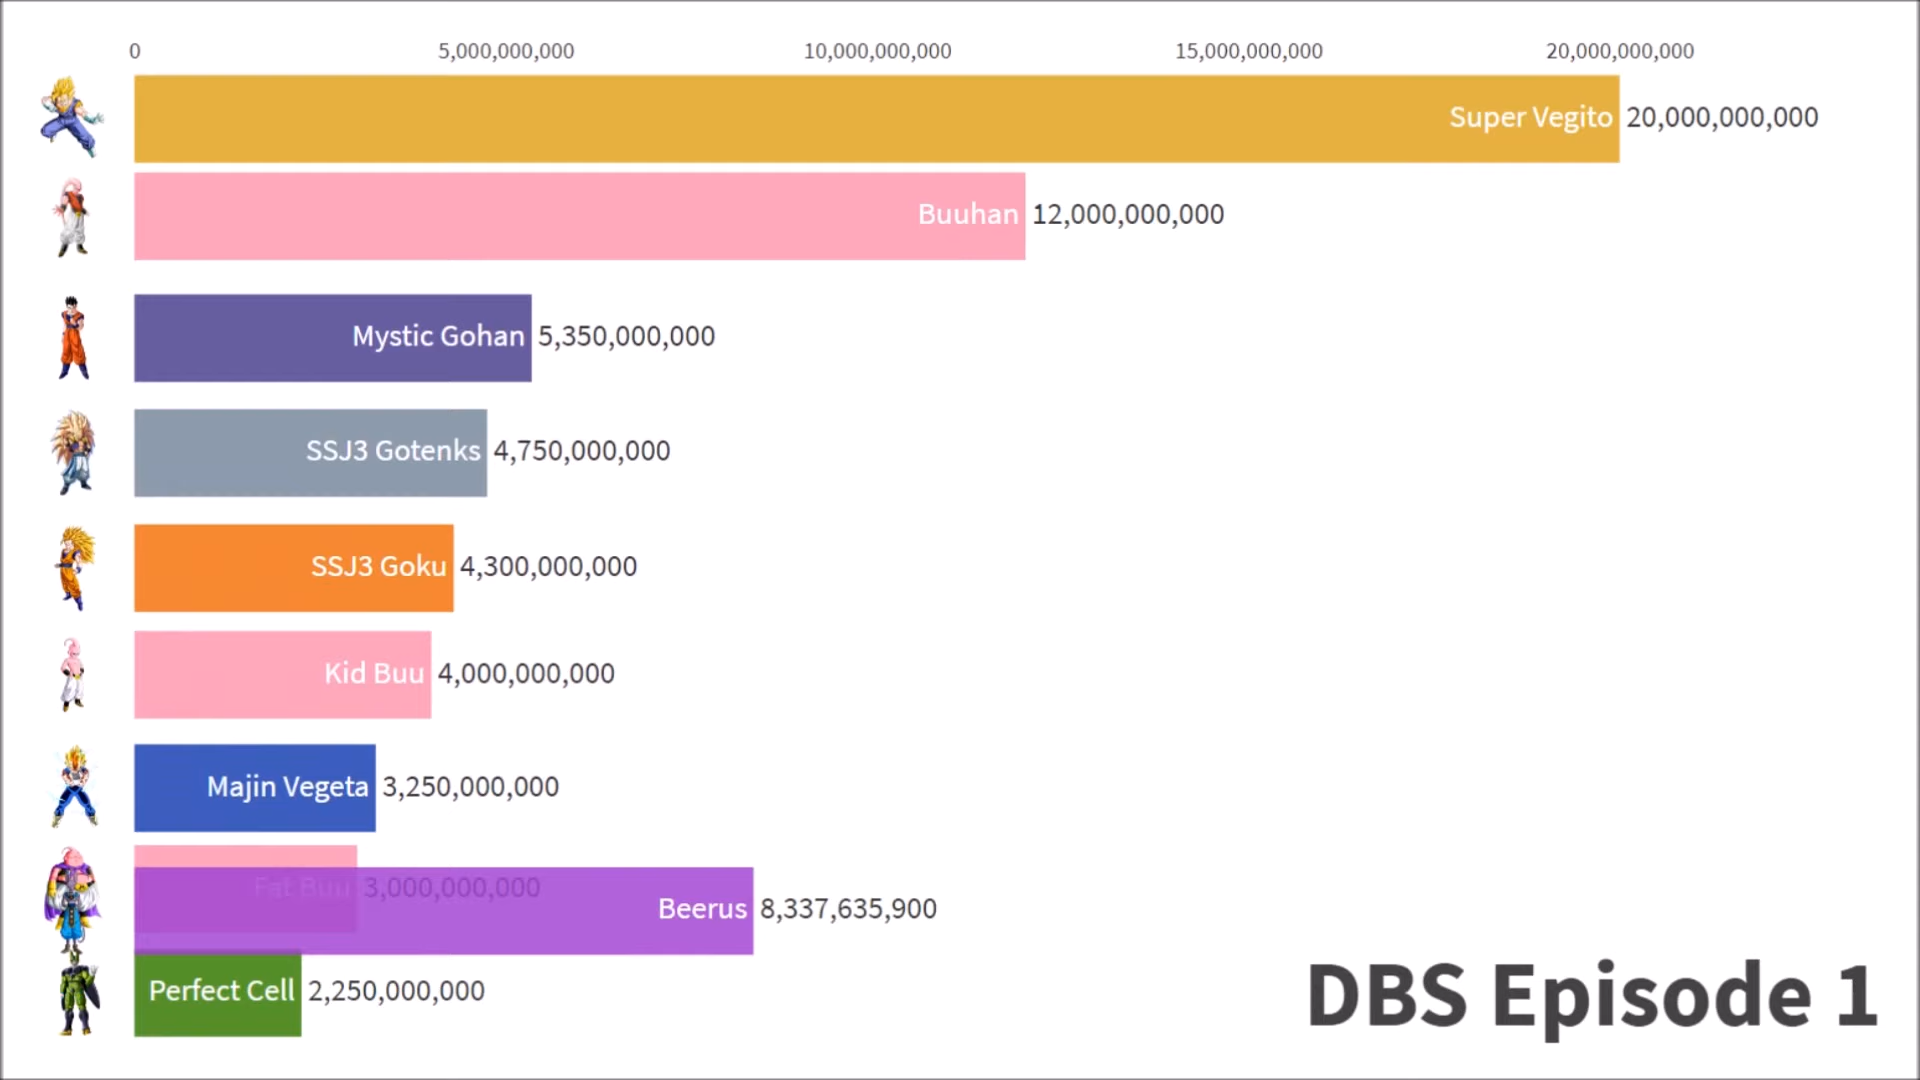 0 5,000,000,000 10,000,000,000 15,000,000,000 20,000,000,000
Super Vegito 20,000,000,000
Buuhan 12,000,000,000
Mystic Gohan 5,350,000,000
SSJ3 Gotenks 4,750,000,000
SSJ3 Goku 4,300,000,000
Kid Buu 4,000,000,000
Majin Vegeta 3,250,000,000
Fat Buu 3,000,000,000
Beerus 8,337,635,900
Perfect Cell 2,250,000,000
DBS Episode 1